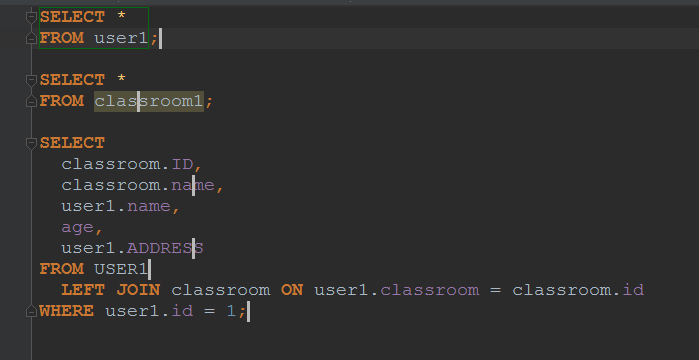 SELECT *
FROM user1;
SELECT *
FROM classroom1;
SELECT
classroom.ID,
classroom.name,
user1.name,
age,
user1.ADDRESS
FROM USER1
LEFT JOIN classroom ON user1.classroom = classroom.id
WHERE user1.id = 1;